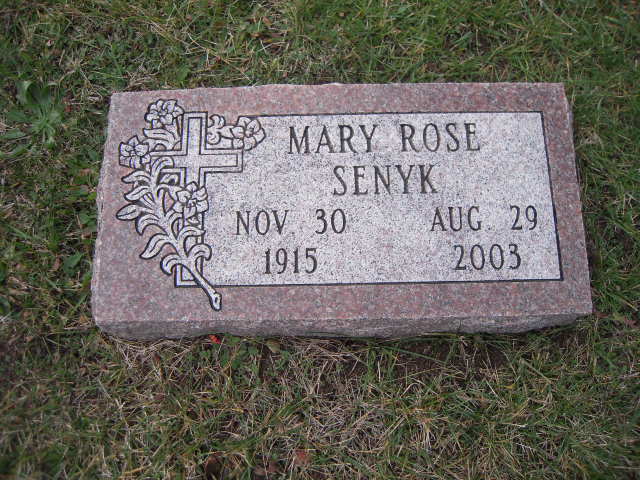 MARY ROSE
SENYK
NOV 30 AUG. 29
1915 2003